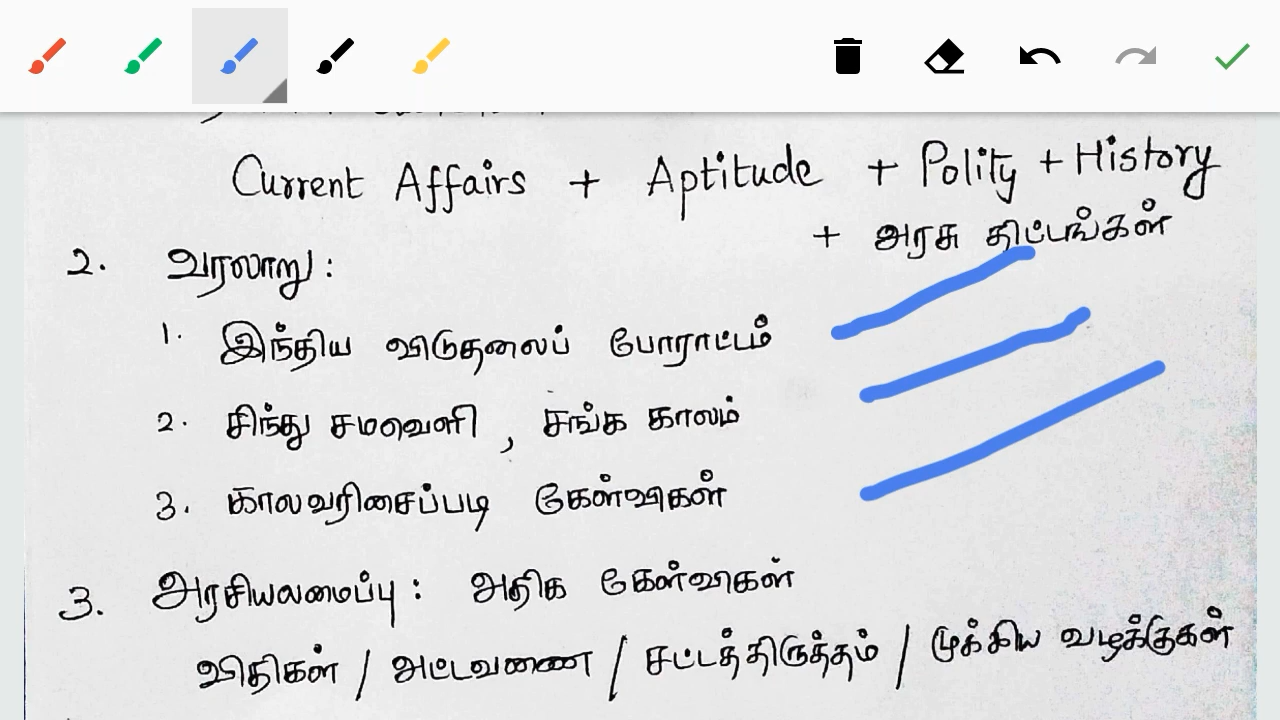 Current Affairs + Aptitude + Polity + History
+ அரசு திட்டங்கள்
2. வரலாறு :
1. இந்திய விடுதலைப் போராட்டம்
2. சிந்து சமவெளி , சங்க காலம்
3. காலவரிசைப்படி கேள்விகள்
3. அரசியலமைப்பு : அதிக கேள்விகள்
விதிகள் / அட்டவணை / சட்டத்திருத்தம் / முக்கிய வழக்குகள்